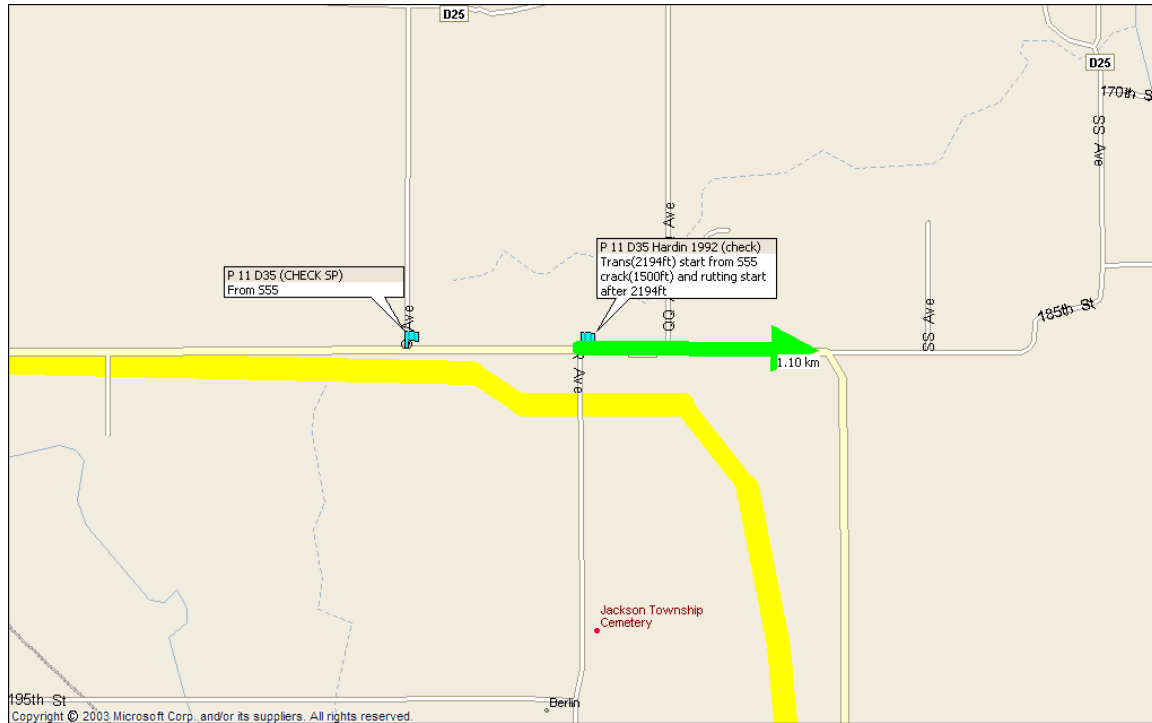 D25
D25
170th S
SS Ave
Ave
P 11 D35 Hardin 1992 (check)
Trans(2194ft) start from S55
crack(1500ft) and rutting start
after 2194ft
P 11 D35 (CHECK SP)
From S55
Ave
QQ
SS Ave
185th St
1.10 km
Ave
Jackson Township
Cemetery
195th St
Berlin
Copyright © 2003 Microsoft Corp. and/or its suppliers. All rights reserved.